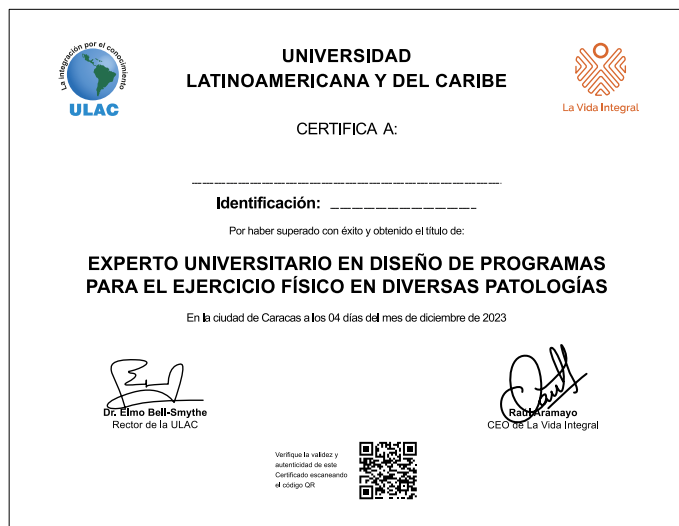 La integración por el conocimiento
ULAC
UNIVERSIDAD
LATINOAMERICANA Y DEL CARIBE
La Vida Integral
CERTIFICA A:
Identificación:
Por haber superado con éxito y obtenido el título de:
EXPERTO UNIVERSITARIO EN DISEÑO DE PROGRAMAS
PARA EL EJERCICIO FÍSICO EN DIVERSAS PATOLOGÍAS
En la ciudad de Caracas a los 04 días del mes de diciembre de 2023
Dr. Elmo Bell-Smythe
Rector de la ULAC
Raúl Aramayo
CEO de La Vida Integral
Verifique la validez y
autenticidad de este
Certificado escaneando
el código QR